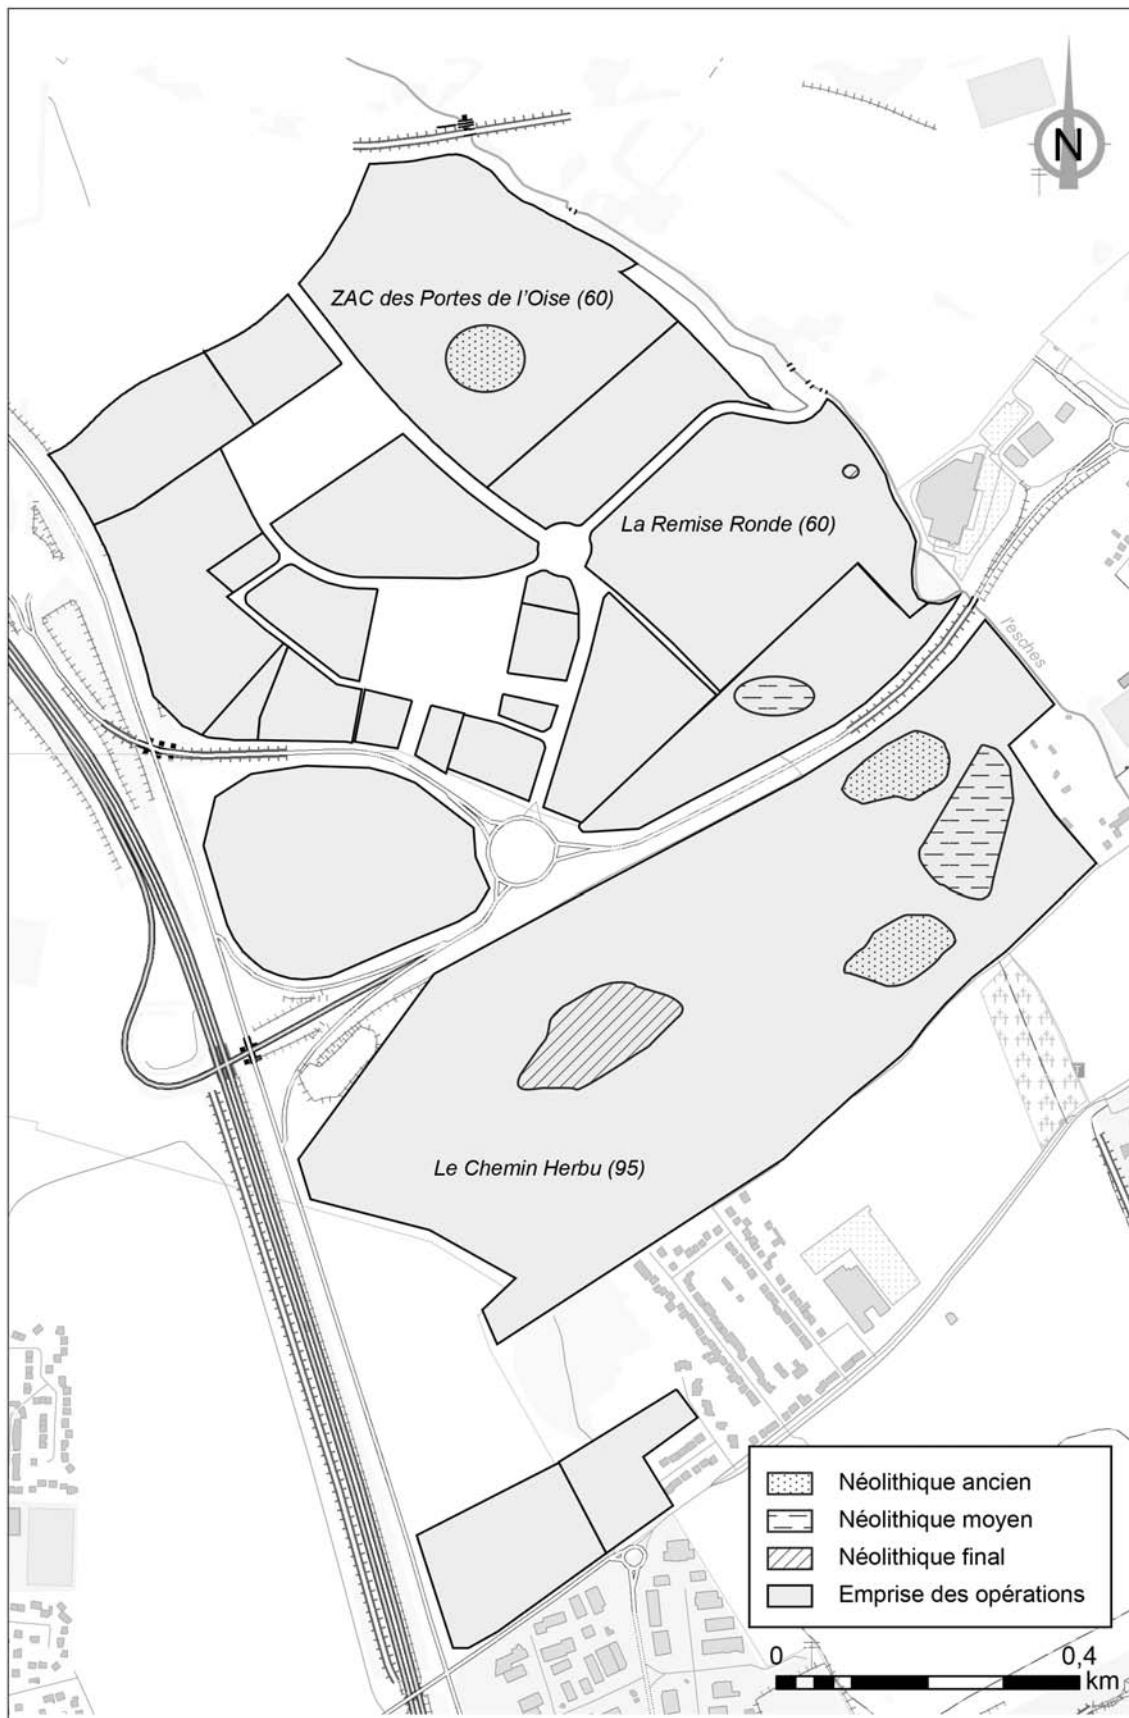 N
ZAC des Portes de l'Oise (60)
La Remise Ronde (60)
l'esches
Le Chemin Herbu (95)
Néolithique ancien
Néolithique moyen
Néolithique final
Emprise des opérations
0 0,4
km